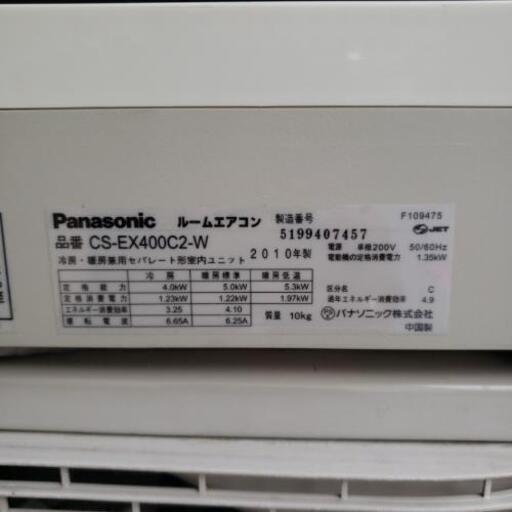 Panasonic ルームエアコン 製造番号 F109475
5199407457 JET
品番 CS-EX400C2-W
冷房・暖房兼用セパレート形室内ユニット 2010年製
電源 単相200V 50/60Hz
電動機の定格消費電力 1.35kW
冷房 暖房標準 暖房低温
定格能力 4.0kW 5.0kW 5.3kW
定格消費電力 1.23kW 1.22kW 1.97kW
エネルギー消費効率 3.25 4.10
運転電流 6.65A 6.25A
質量 10kg
区分名 C
通年エネルギー消費効率 4.9
パナソニック株式会社
中国製